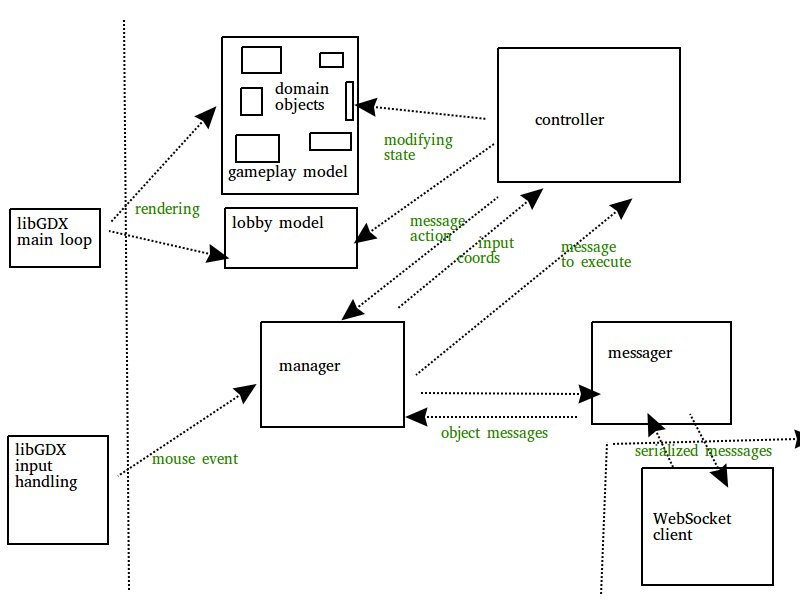 domain
objects
gameplay model
controller
modifying
state
rendering
libGDX
main loop
lobby model
message
action
input
coords
message
to execute
manager
messager
object messages
libGDX
input
handling
mouse event
serialized messsages
WebSocket
client